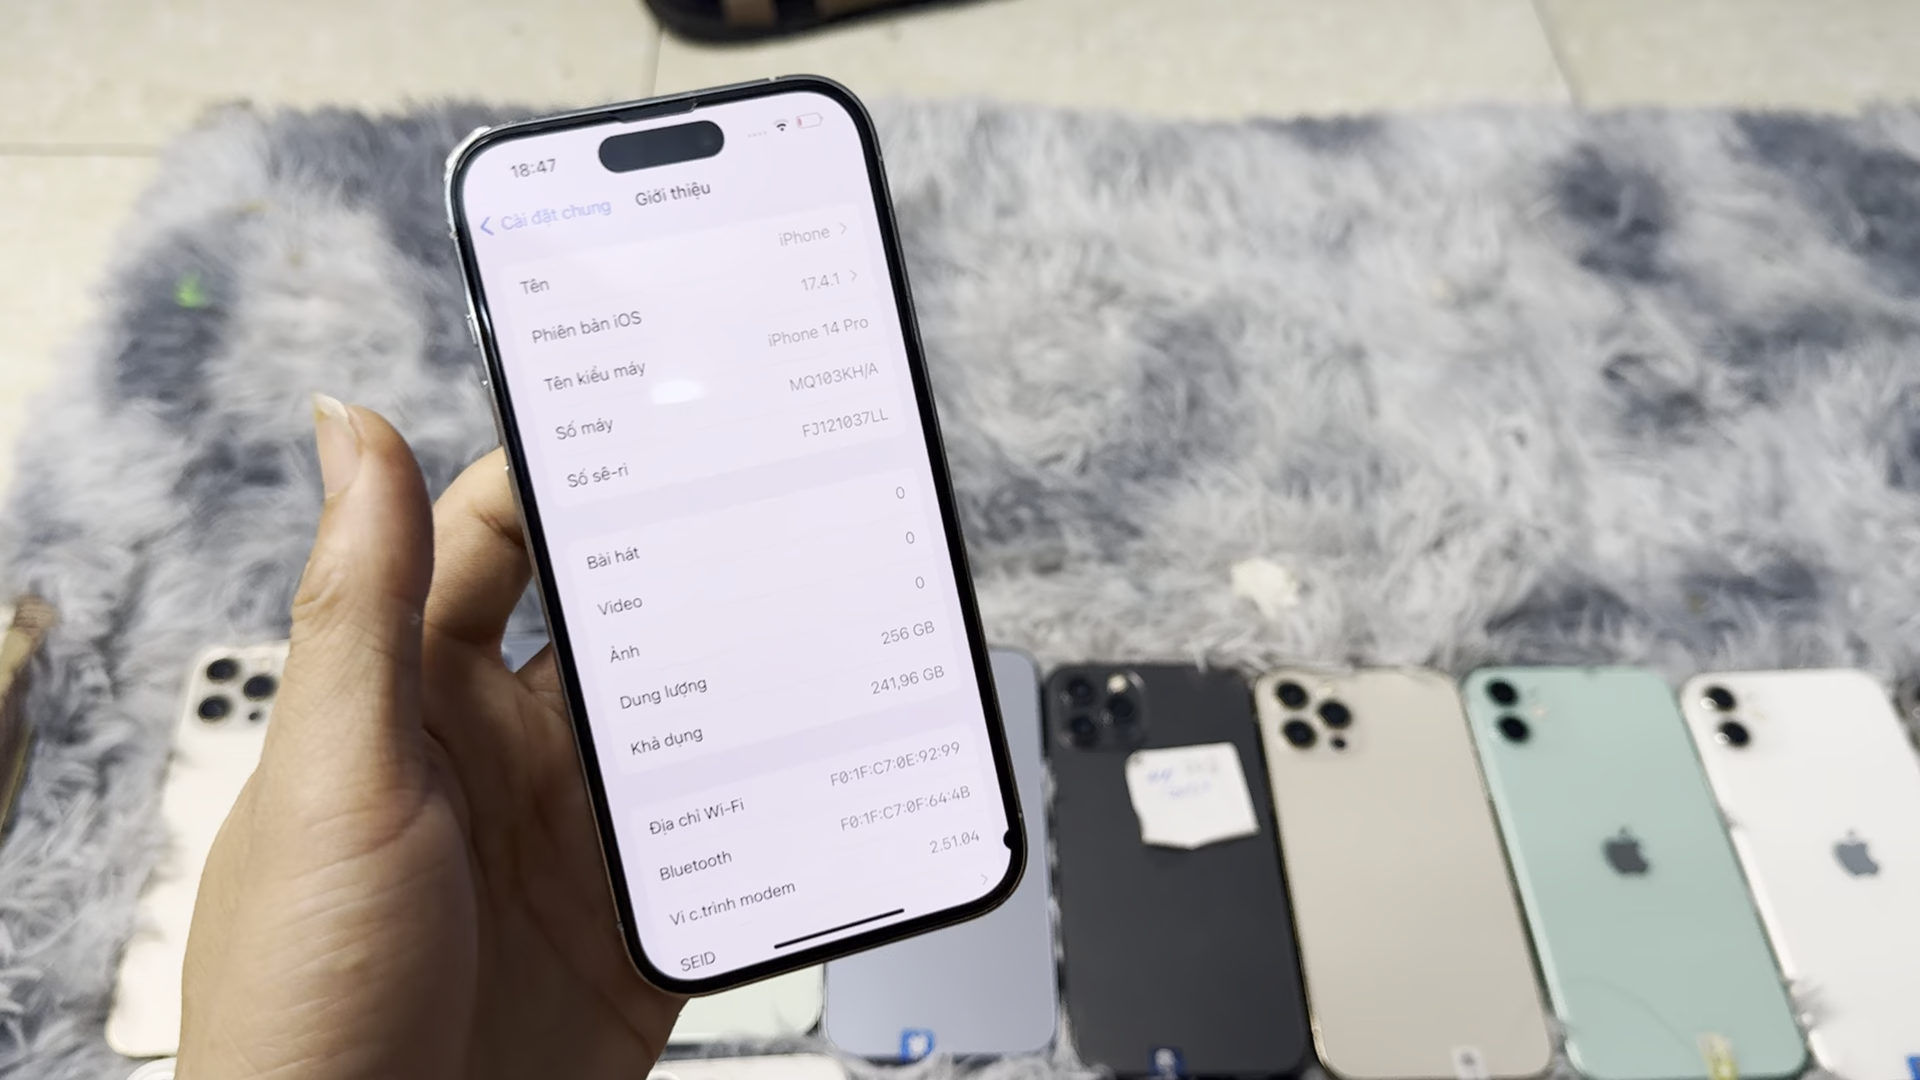 18:47
Cài đặt chung
Giới thiệu
Tên
iPhone
Phiên bản iOS
17.4.1
Tên kiểu máy
iPhone 14 Pro
Số máy
MQ103KH/A
Số sê-ri
FJ121037LL
Bài hát
0
Video
0
Ảnh
0
Dung lượng
256 GB
Khả dụng
241,96 GB
Địa chỉ Wi-Fi
F0:1F:C7:0E:92:99
Bluetooth
F0:1F:C7:0F:64:4B
Vi c.trình modem
2.51.04
SEID